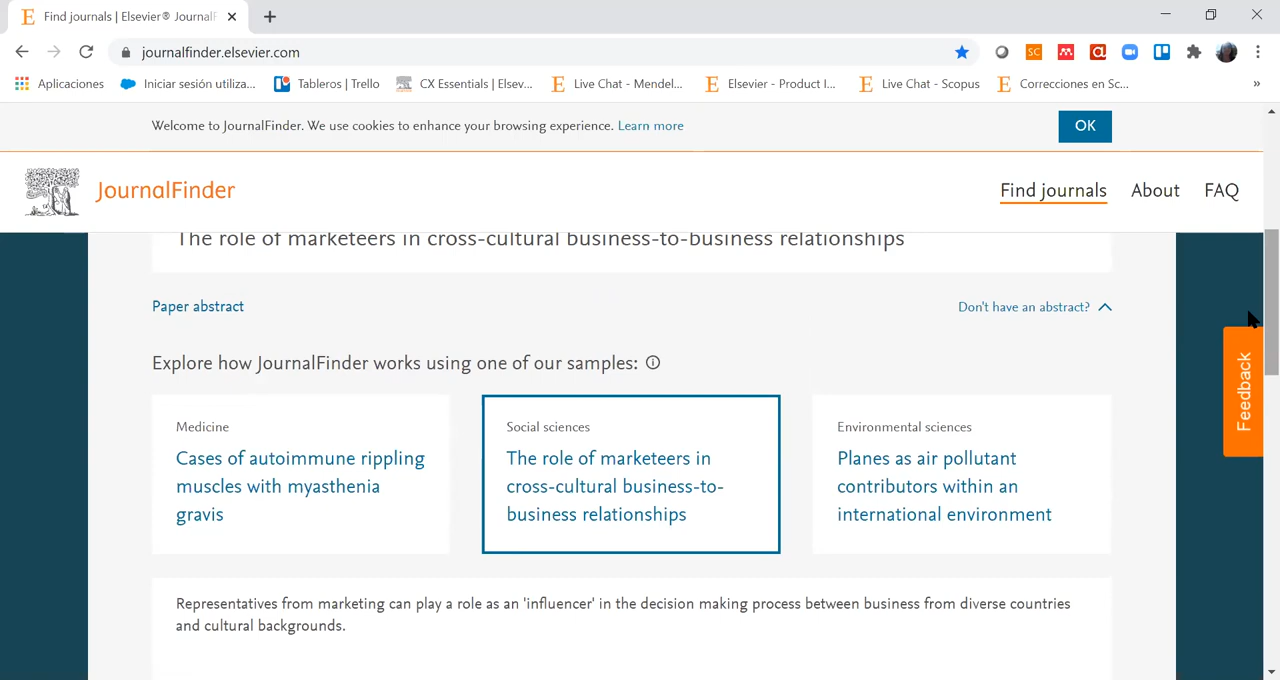 Find journals | Elsevier® Journal
journalfinder.elsevier.com
SC
Aplicaciones
Iniciar sesión utiliza...
Tableros | Trello
CX Essentials | Elsev...
Live Chat - Mendel...
Elsevier - Product I...
Live Chat - Scopus
Correcciones en Sc...
»
Welcome to JournalFinder. We use cookies to enhance your browsing experience. Learn more
OK
JournalFinder
Find journals
About
FAQ
The role of marketeers in cross-cultural business-to-business relationships
Paper abstract
Don't have an abstract?
Explore how JournalFinder works using one of our samples:
Medicine
Cases of autoimmune rippling
muscles with myasthenia
gravis
Social sciences
The role of marketeers in
cross-cultural business-to-
business relationships
Environmental sciences
Planes as air pollutant
contributors within an
international environment
Feedback
Representatives from marketing can play a role as an 'influencer' in the decision making process between business from diverse countries
and cultural backgrounds.